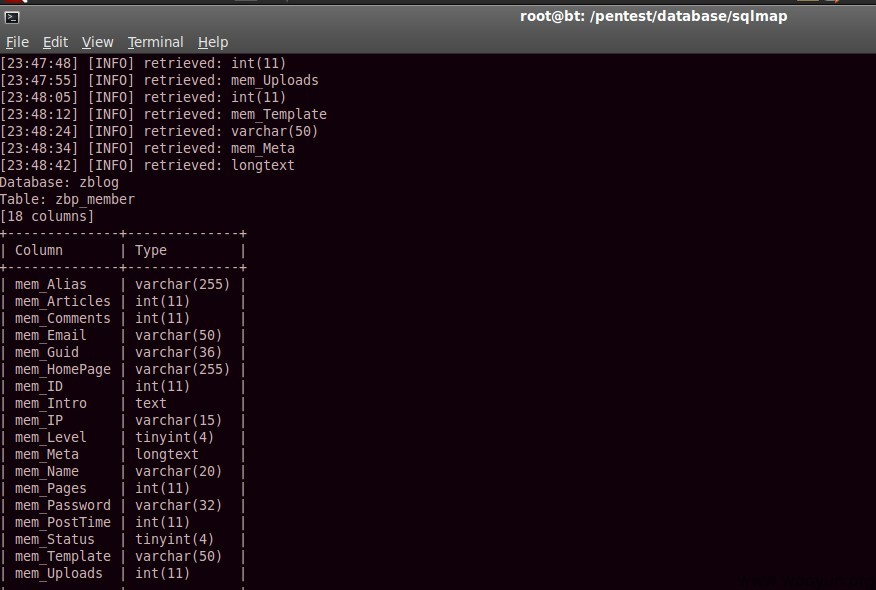 root@bt: /pentest/database/sqlmap
File Edit View Terminal Help
[23:47:48] [INFO] retrieved: int(11)
[23:47:55] [INFO] retrieved: mem_Uploads
[23:48:05] [INFO] retrieved: int(11)
[23:48:12] [INFO] retrieved: mem_Template
[23:48:24] [INFO] retrieved: varchar(50)
[23:48:34] [INFO] retrieved: mem_Meta
[23:48:42] [INFO] retrieved: longtext
Database: zblog
Table: zbp_member
[18 columns]
+--------------+--------------+
| Column       | Type         |
+--------------+--------------+
| mem_Alias    | varchar(255) |
| mem_Articles | int(11)      |
| mem_Comments | int(11)      |
| mem_Email    | varchar(50)  |
| mem_Guid     | varchar(36)  |
| mem_HomePage | varchar(255) |
| mem_ID       | int(11)      |
| mem_Intro    | text         |
| mem_IP       | varchar(15)  |
| mem_Level    | tinyint(4)   |
| mem_Meta     | longtext     |
| mem_Name     | varchar(20)  |
| mem_Pages    | int(11)      |
| mem_Password | varchar(32)  |
| mem_PostTime | int(11)      |
| mem_Status   | tinyint(4)   |
| mem_Template | varchar(50)  |
| mem_Uploads  | int(11)      |